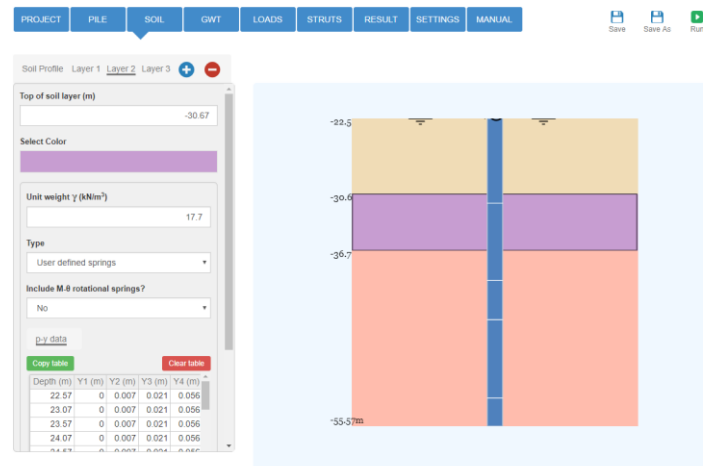 PROJECT PILE SOIL GWT LOADS STRUTS RESULT SETTINGS MANUAL
Save Save As Run
Soil Profile Layer 1 Layer 2 Layer 3
Top of soil layer (m)
-30.67
Select Color
Unit weight γ (kN/m³)
17.7
Type
User defined springs
Include M-θ rotational springs?
No
p-y data
Copy table Clear table
Depth (m) Y1 (m) Y2 (m) Y3 (m) Y4 (m)
22.57 0 0.007 0.021 0.056
23.07 0 0.007 0.021 0.056
23.57 0 0.007 0.021 0.056
24.07 0 0.007 0.021 0.056
-22.5
-30.6
-36.7
-55.57m